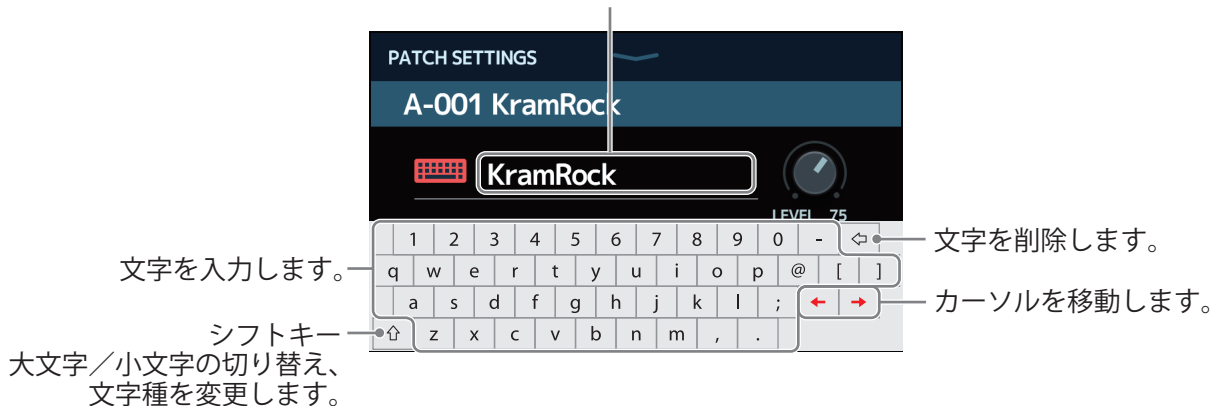 PATCH SETTINGS
A-001 KramRock
KramRock
LEVEL 75
1 2 3 4 5 6 7 8 9 0 - ⇦
文字を削除します。
文字を入力します。
q w e r t y u i o p @ [ ]
a s d f g h j k l ; ← →
カーソルを移動します。
シフトキー
⇧ z x c v b n m , .
大文字／小文字の切り替え、
文字種を変更します。